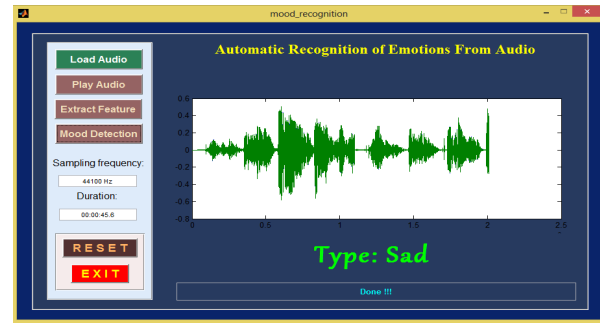 mood_recognition
Automatic Recognition of Emotions From Audio
Load Audio
Play Audio
Extract Feature
Mood Detection
Sampling frequency:
44100 Hz
Duration:
00:00:45.6
RESET
EXIT
0.6
0.4
0.2
0
-0.2
-0.4
-0.6
-0.8
0 0.5 1 1.5 2 2.5
Type: Sad
Done !!!